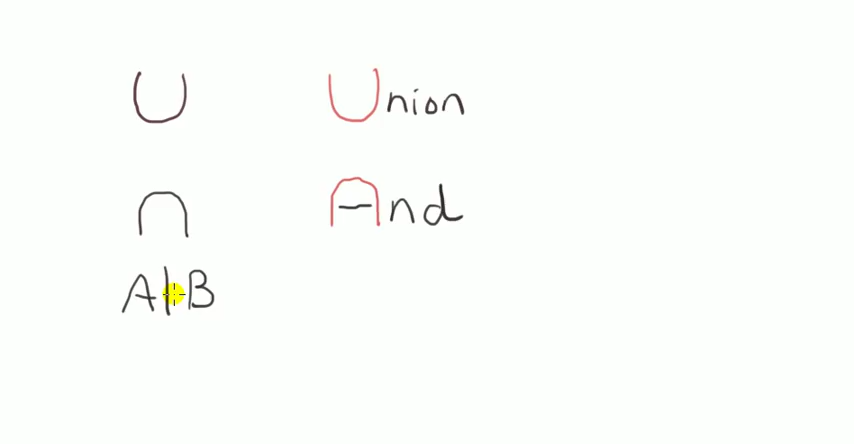 ∪ Union
∩ And
A|B